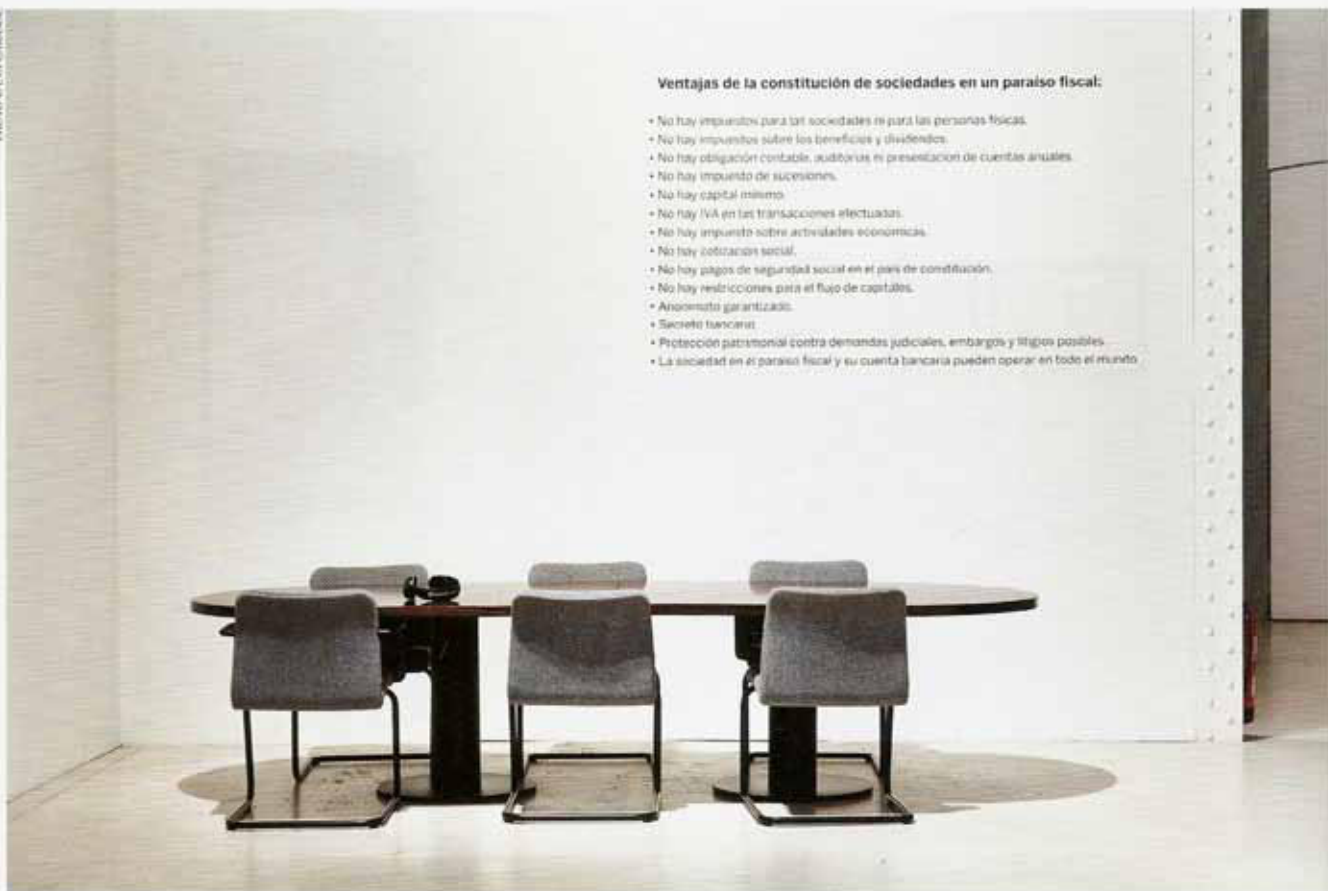 Ventajas de la constitución de sociedades en un paraíso fiscal:
• No hay impuestos para las sociedades ni para las personas físicas.
• No hay impuestos sobre los beneficios y dividendos.
• No hay obligación contable, auditorías ni presentación de cuentas anuales.
• No hay impuesto de sucesiones.
• No hay capital mínimo.
• No hay IVA en las transacciones efectuadas.
• No hay impuesto sobre actividades económicas.
• No hay cotización social.
• No hay pagos de seguridad social en el país de constitución.
• No hay restricciones para el flujo de capitales.
• Anonimato garantizado.
• Secreto bancario.
• Protección patrimonial contra demandas judiciales, embargos y litigios posibles.
• La sociedad en el paraíso fiscal y su cuenta bancaria pueden operar en todo el mundo